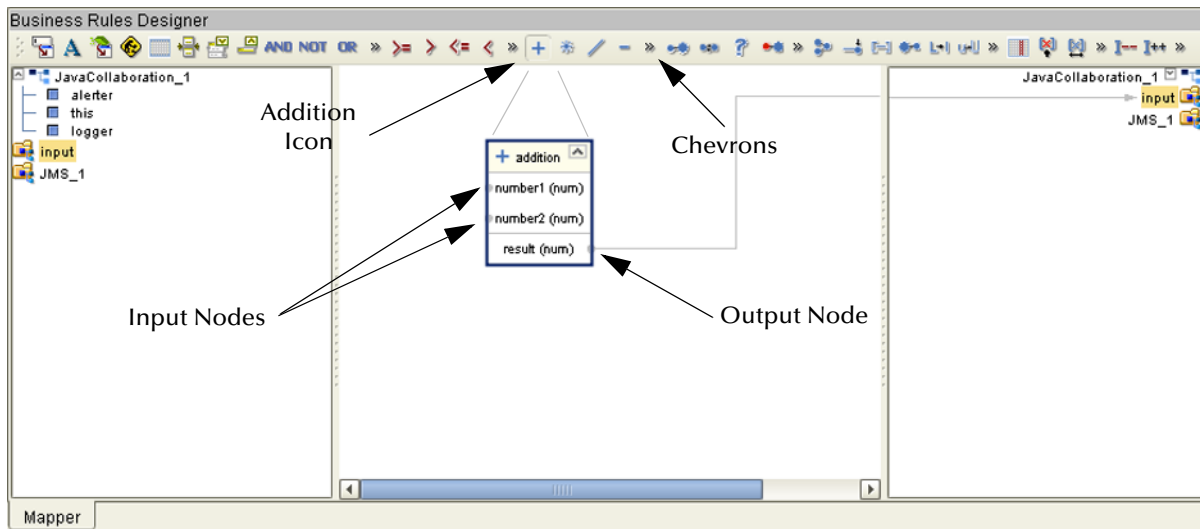 Business Rules Designer
A AND NOT OR » >= > <= < » + * / - » ? » » » I-- I++ »
JavaCollaboration_1
alerter
this
logger
input
JMS_1
Addition
Icon
Chevrons
+ addition
number1 (num)
number2 (num)
result (num)
Input Nodes
Output Node
JavaCollaboration_1
input
JMS_1
Mapper